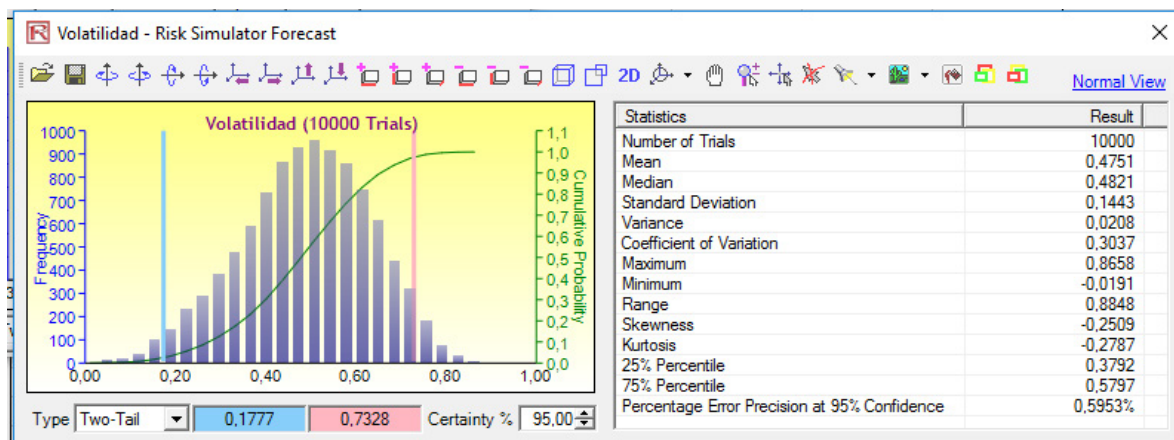 Volatilidad - Risk Simulator Forecast
2D
Normal View
Volatilidad (10000 Trials)
Frequency
1000
900
800
700
600
500
400
300
200
100
0
0,00 0,20 0,40 0,60 0,80 1,00
1,1
1,0
0,9
0,8
0,7
0,6
0,5
0,4
0,3
0,2
0,1
0,0
Cumulative Probability
Type Two-Tail 0,1777 0,7328 Certainty % 95,00
Statistics Result
Number of Trials 10000
Mean 0,4751
Median 0,4821
Standard Deviation 0,1443
Variance 0,0208
Coefficient of Variation 0,3037
Maximum 0,8658
Minimum -0,0191
Range 0,8848
Skewness -0,2509
Kurtosis -0,2787
25% Percentile 0,3792
75% Percentile 0,5797
Percentage Error Precision at 95% Confidence 0,5953%